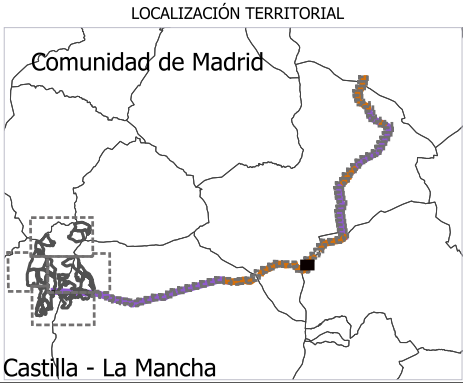 LOCALIZACIÓN TERRITORIAL
Comunidad de Madrid
Castilla - La Mancha